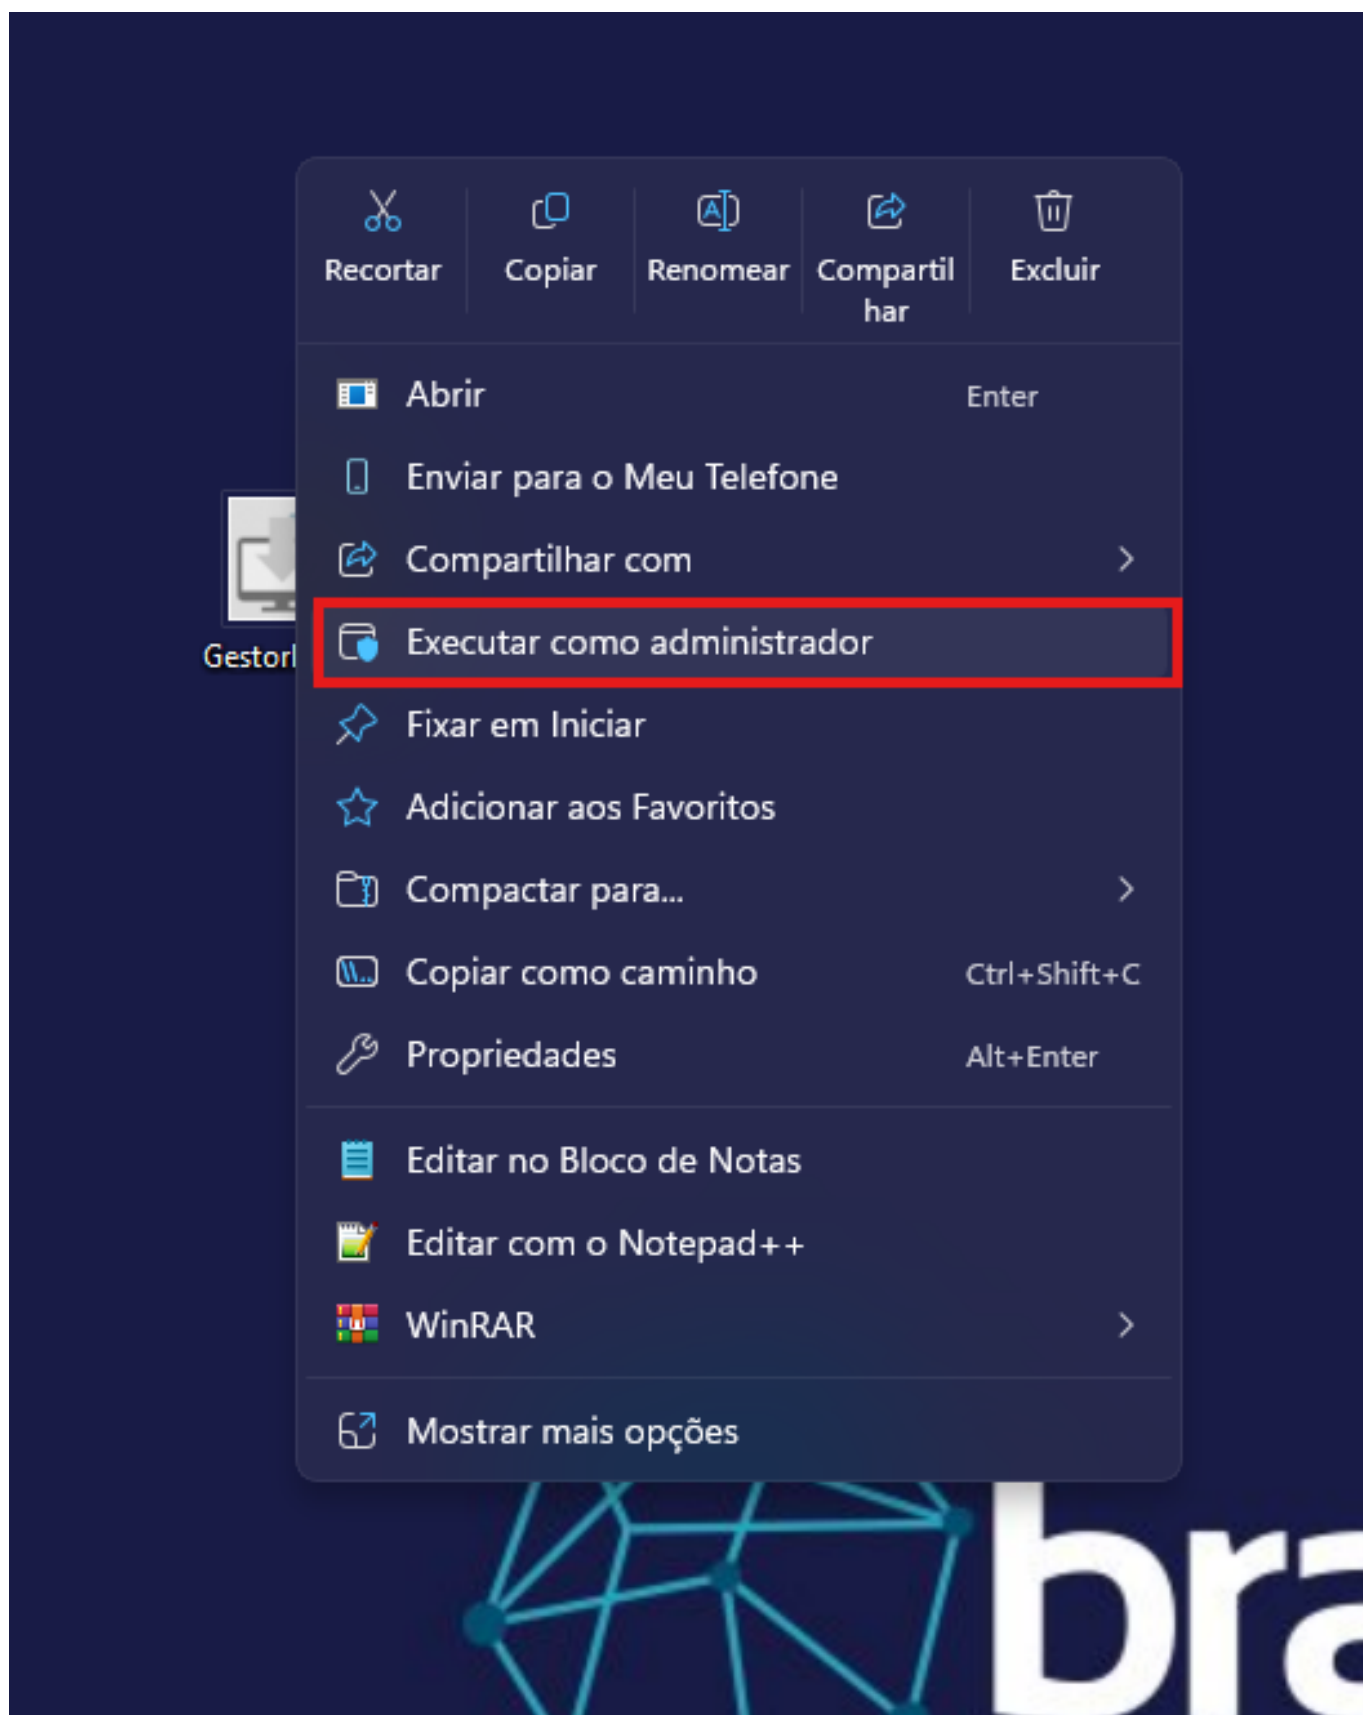 Recortar
Copiar
Renomear
Compartil
har
Excluir
Abrir
Enter
Enviar para o Meu Telefone
Compartilhar com
Executar como administrador
Fixar em Iniciar
Adicionar aos Favoritos
Compactar para...
Copiar como caminho
Ctrl+Shift+C
Propriedades
Alt+Enter
Editar no Bloco de Notas
Editar com o Notepad++
WinRAR
Mostrar mais opções
bra